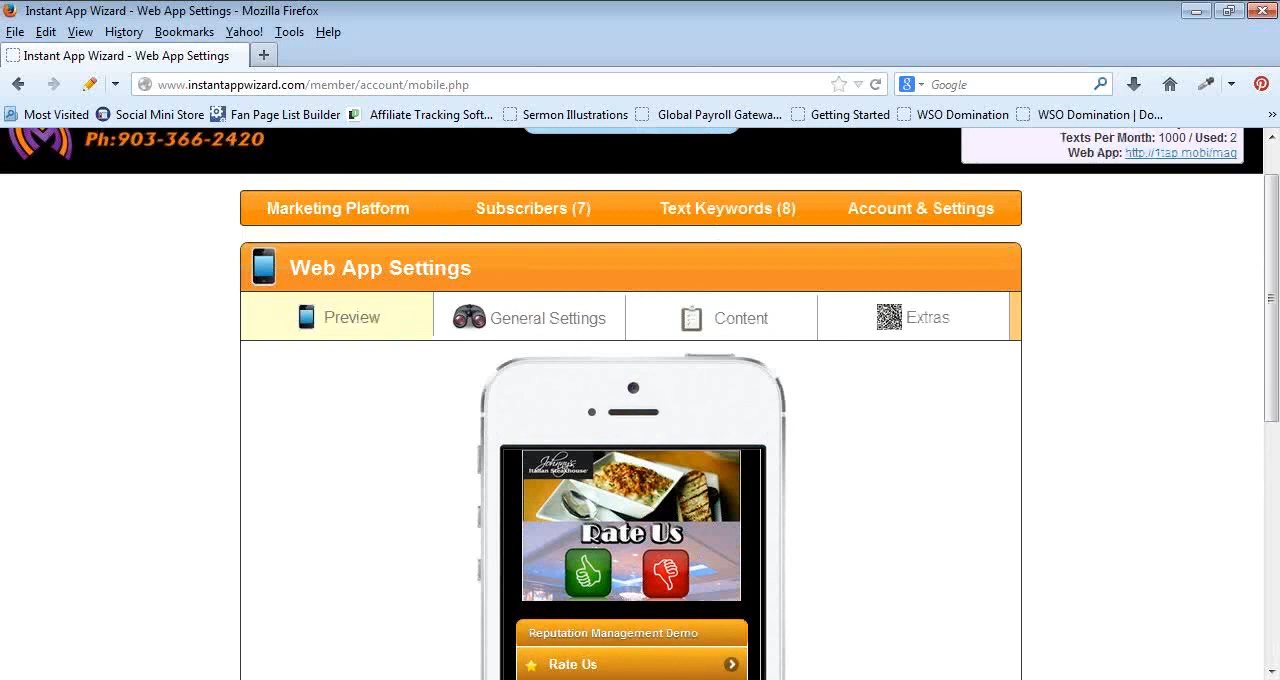 Instant App Wizard - Web App Settings - Mozilla Firefox
File Edit View History Bookmarks Yahoo! Tools Help
Instant App Wizard - Web App Settings
www.instantappwizard.com/member/account/mobile.php
Google
Most Visited Social Mini Store Fan Page List Builder Affiliate Tracking Soft... Sermon Illustrations Global Payroll Gatewa... Getting Started WSO Domination WSO Domination | Do...
Ph:903-366-2420
Texts Per Month: 1000 / Used: 2
Web App: http://1tap.mobi/maq
Marketing Platform Subscribers (7) Text Keywords (8) Account & Settings
Web App Settings
Preview General Settings Content Extras
Johnny's
Italian Steakhouse
Rate Us
Reputation Management Demo
Rate Us